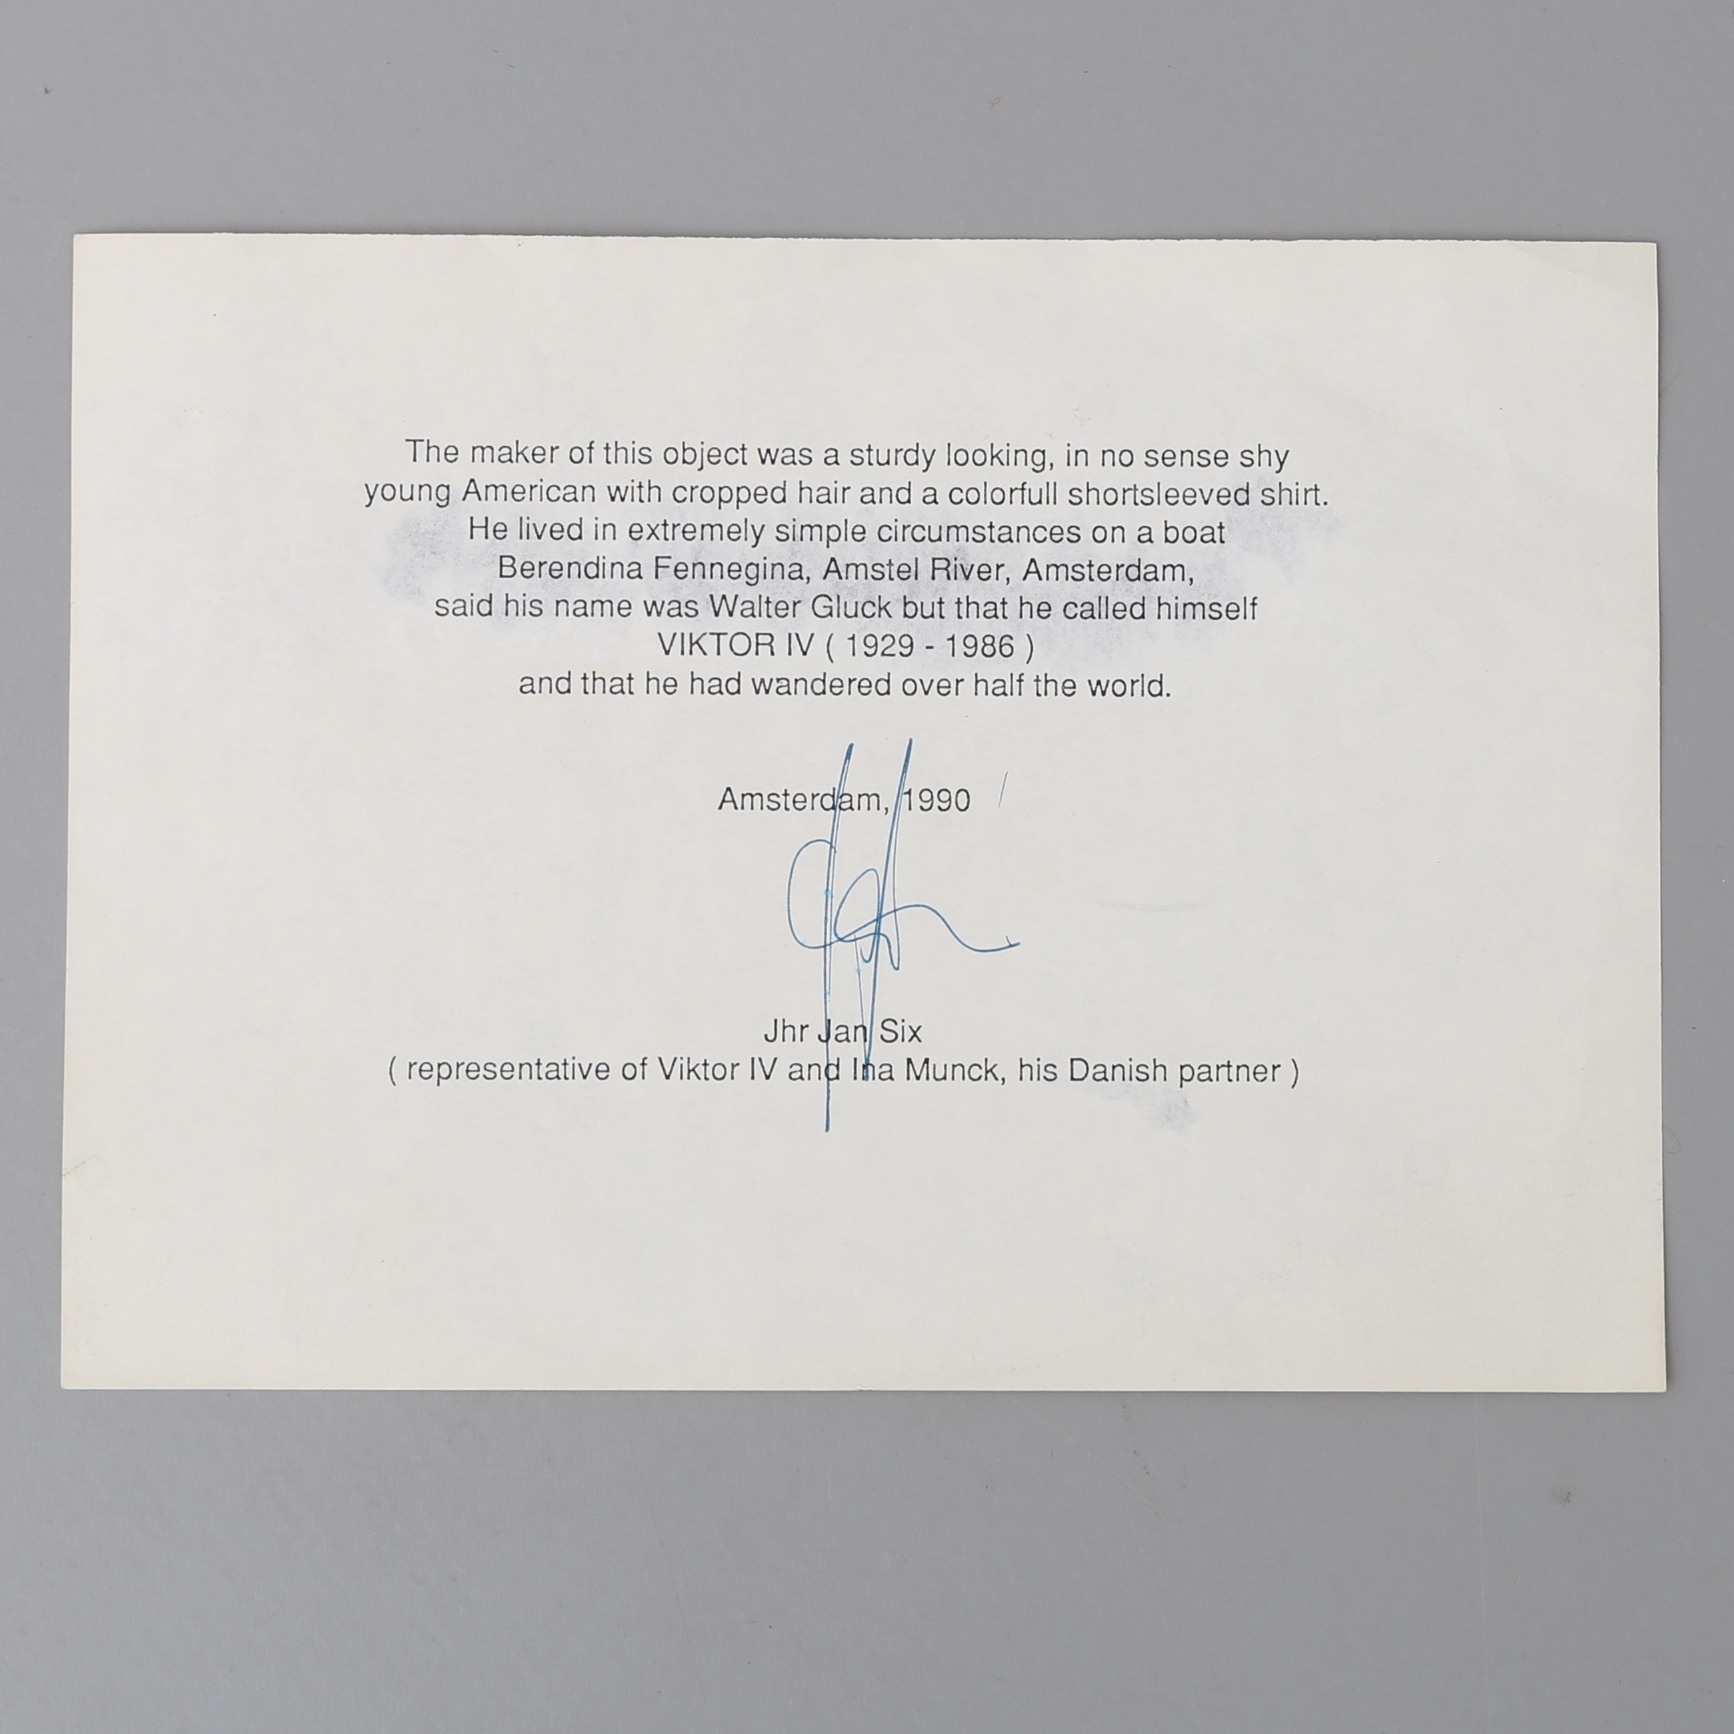 The maker of this object was a sturdy looking, in no sense shy
young American with cropped hair and a colorfull shortsleeved shirt.
He lived in extremely simple circumstances on a boat
Berendina Fennegina, Amstel River, Amsterdam,
said his name was Walter Gluck but that he called himself
VIKTOR IV ( 1929 - 1986 )
and that he had wandered over half the world.
Amsterdam, 1990
Jhr Jan Six
( representative of Viktor IV and Ina Munck, his Danish partner )